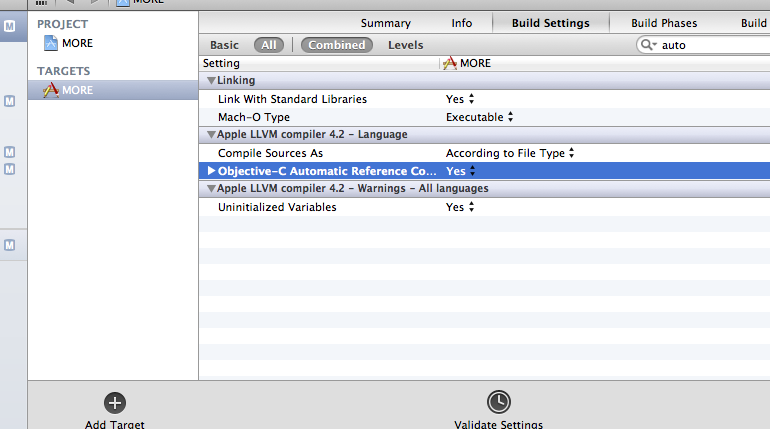 MORE
PROJECT
MORE
TARGETS
MORE
Summary Info Build Settings Build Phases Build
Basic All Combined Levels auto
Setting MORE
Linking
Link With Standard Libraries Yes
Mach-O Type Executable
Apple LLVM compiler 4.2 - Language
Compile Sources As According to File Type
Objective-C Automatic Reference Co... Yes
Apple LLVM compiler 4.2 - Warnings - All languages
Uninitialized Variables Yes
Add Target Validate Settings
M
M
M
M
M